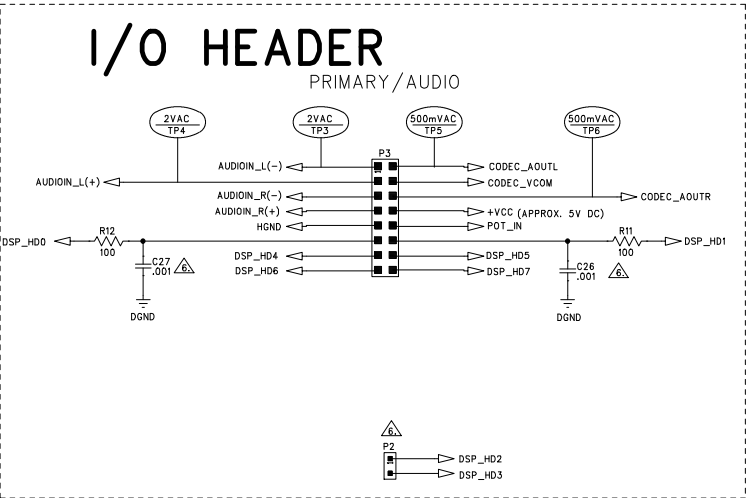 I/O HEADER
PRIMARY/AUDIO
2VAC
TP4
2VAC
TP3
500mVAC
TP5
500mVAC
TP6
P3
1
AUDIOIN_L(-)
CODEC_AOUTL
AUDIOIN_L(+)
CODEC_VCOM
AUDIOIN_R(-)
CODEC_AOUTR
AUDIOIN_R(+)
+VCC (APPROX. 5V DC)
HGND
POT_IN
DSP_HD0
R12
100
R11
100
DSP_HD1
DSP_HD4
DSP_HD5
DSP_HD6
DSP_HD7
C27
.001
6.
C26
.001
6.
DGND
DGND
6.
P2
1
DSP_HD2
DSP_HD3